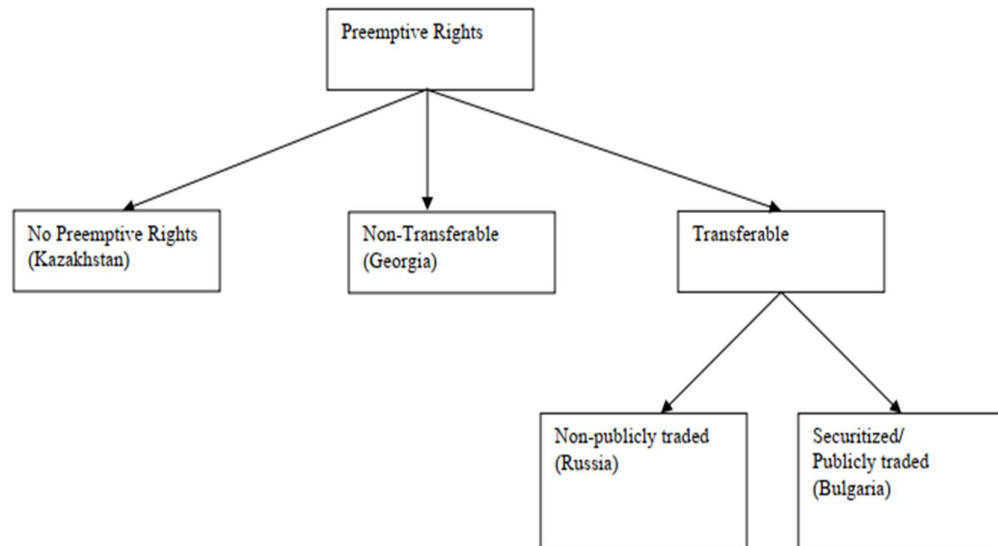 Preemptive Rights
No Preemptive Rights
(Kazakhstan)
Non-Transferable
(Georgia)
Transferable
Non-publicly traded
(Russia)
Securitized/
Publicly traded
(Bulgaria)